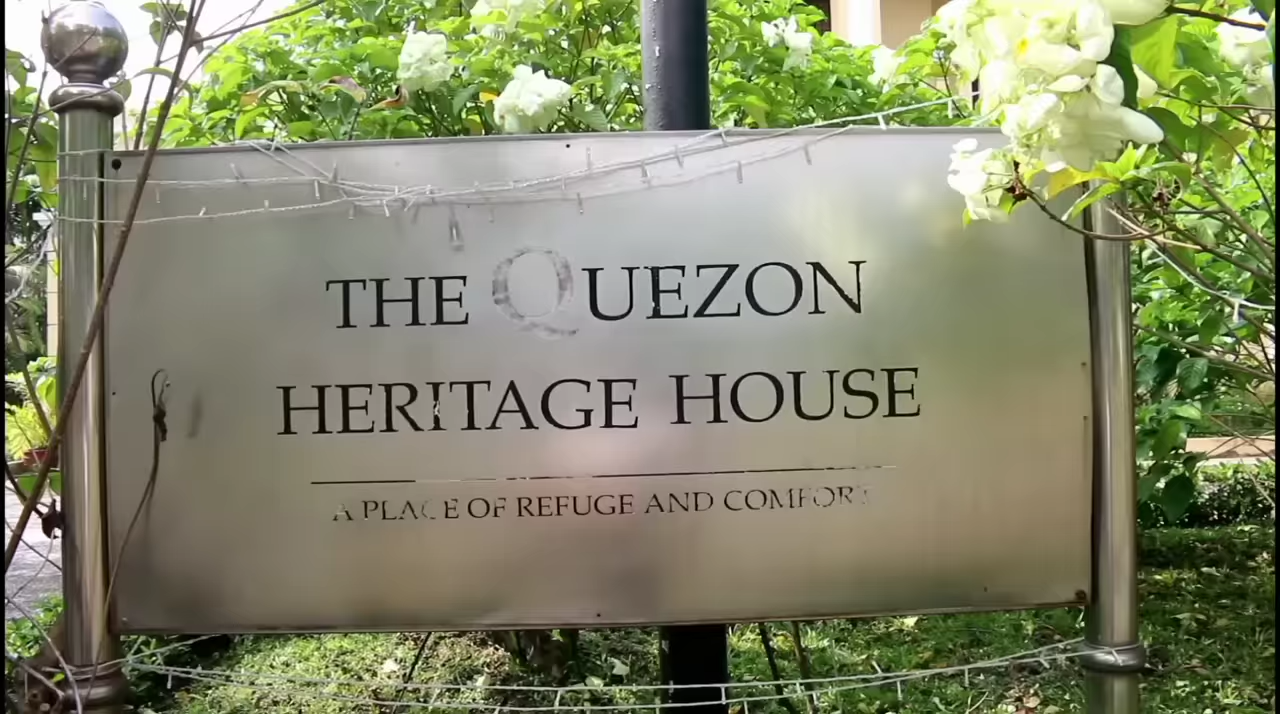 THE QUEZON
HERITAGE HOUSE
A PLACE OF REFUGE AND COMFORT